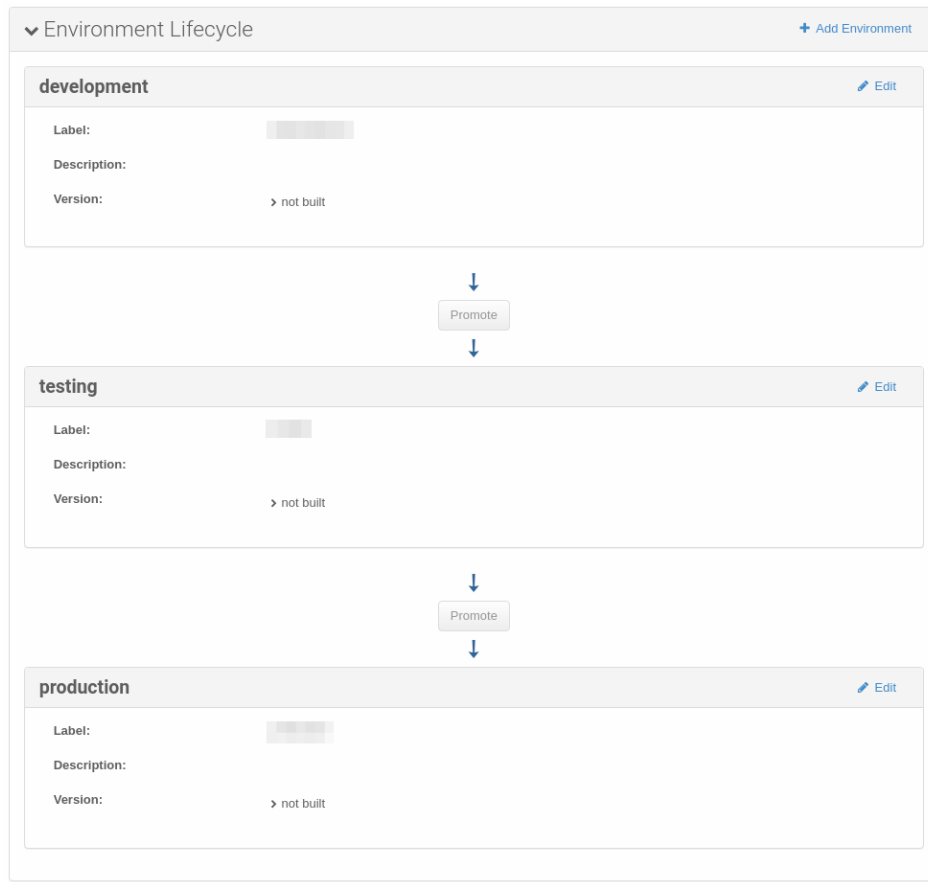 Environment Lifecycle
Add Environment
development
Edit
Label:
Description:
Version:
not built
Promote
testing
Edit
Label:
Description:
Version:
not built
Promote
production
Edit
Label:
Description:
Version:
not built